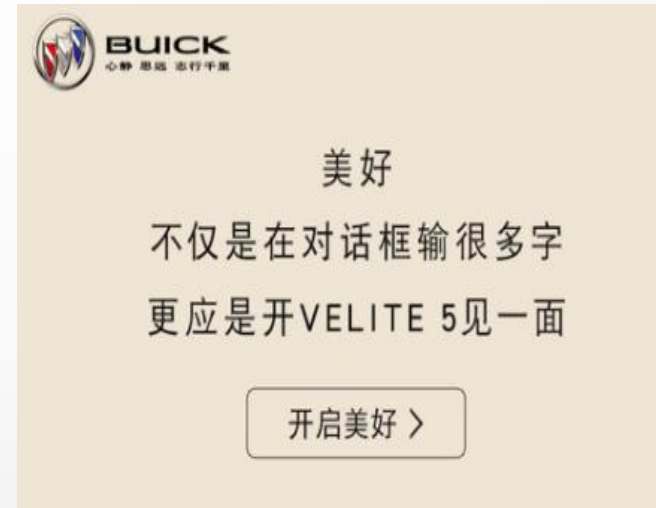 BUICK
心静 思远 志行千里
美好
不仅是在对话框输很多字
更应是开VELITE 5见一面
开启美好 >